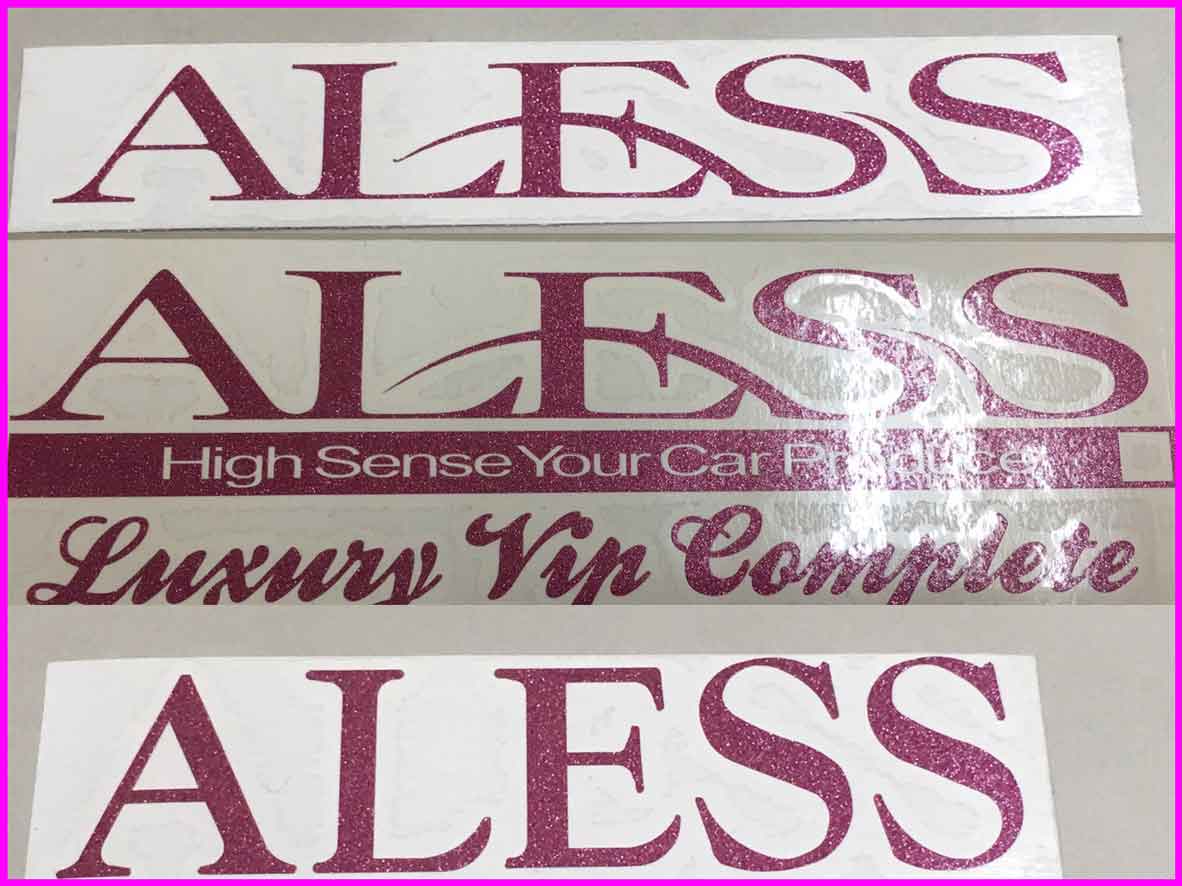 ALESS
ALESS
High Sense Your Car Produce
Luxury Vip Complete
ALESS